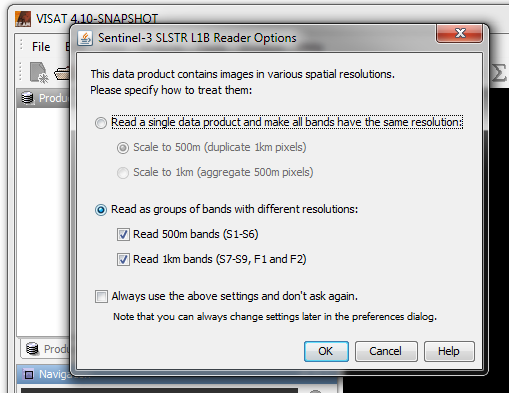 VISAT 4.10-SNAPSHOT
File
Sentinel-3 SLSTR L1B Reader Options
This data product contains images in various spatial resolutions.
Please specify how to treat them:
Read a single data product and make all bands have the same resolution:
Scale to 500m (duplicate 1km pixels)
Scale to 1km (aggregate 500m pixels)
Read as groups of bands with different resolutions:
Read 500m bands (S1-S6)
Read 1km bands (S7-S9, F1 and F2)
Always use the above settings and don't ask again.
Note that you can always change settings later in the preferences dialog.
OK Cancel Help